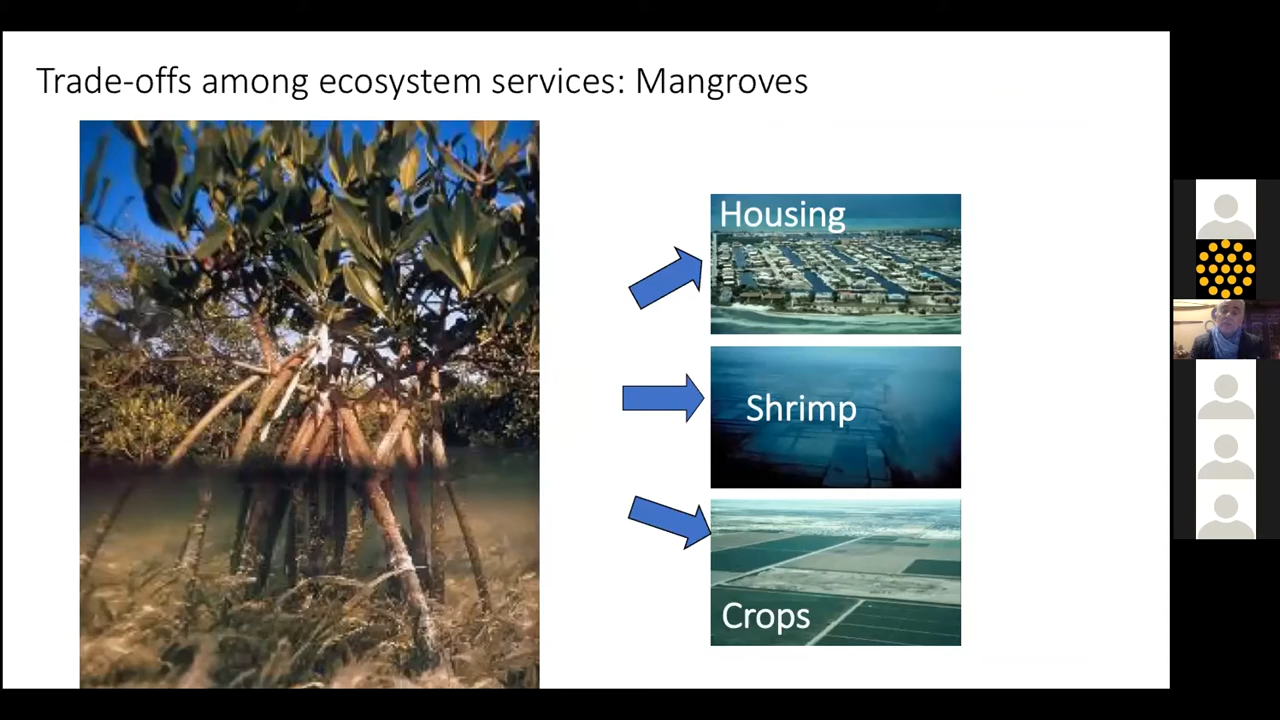 Trade-offs among ecosystem services: Mangroves
Housing
Shrimp
Crops